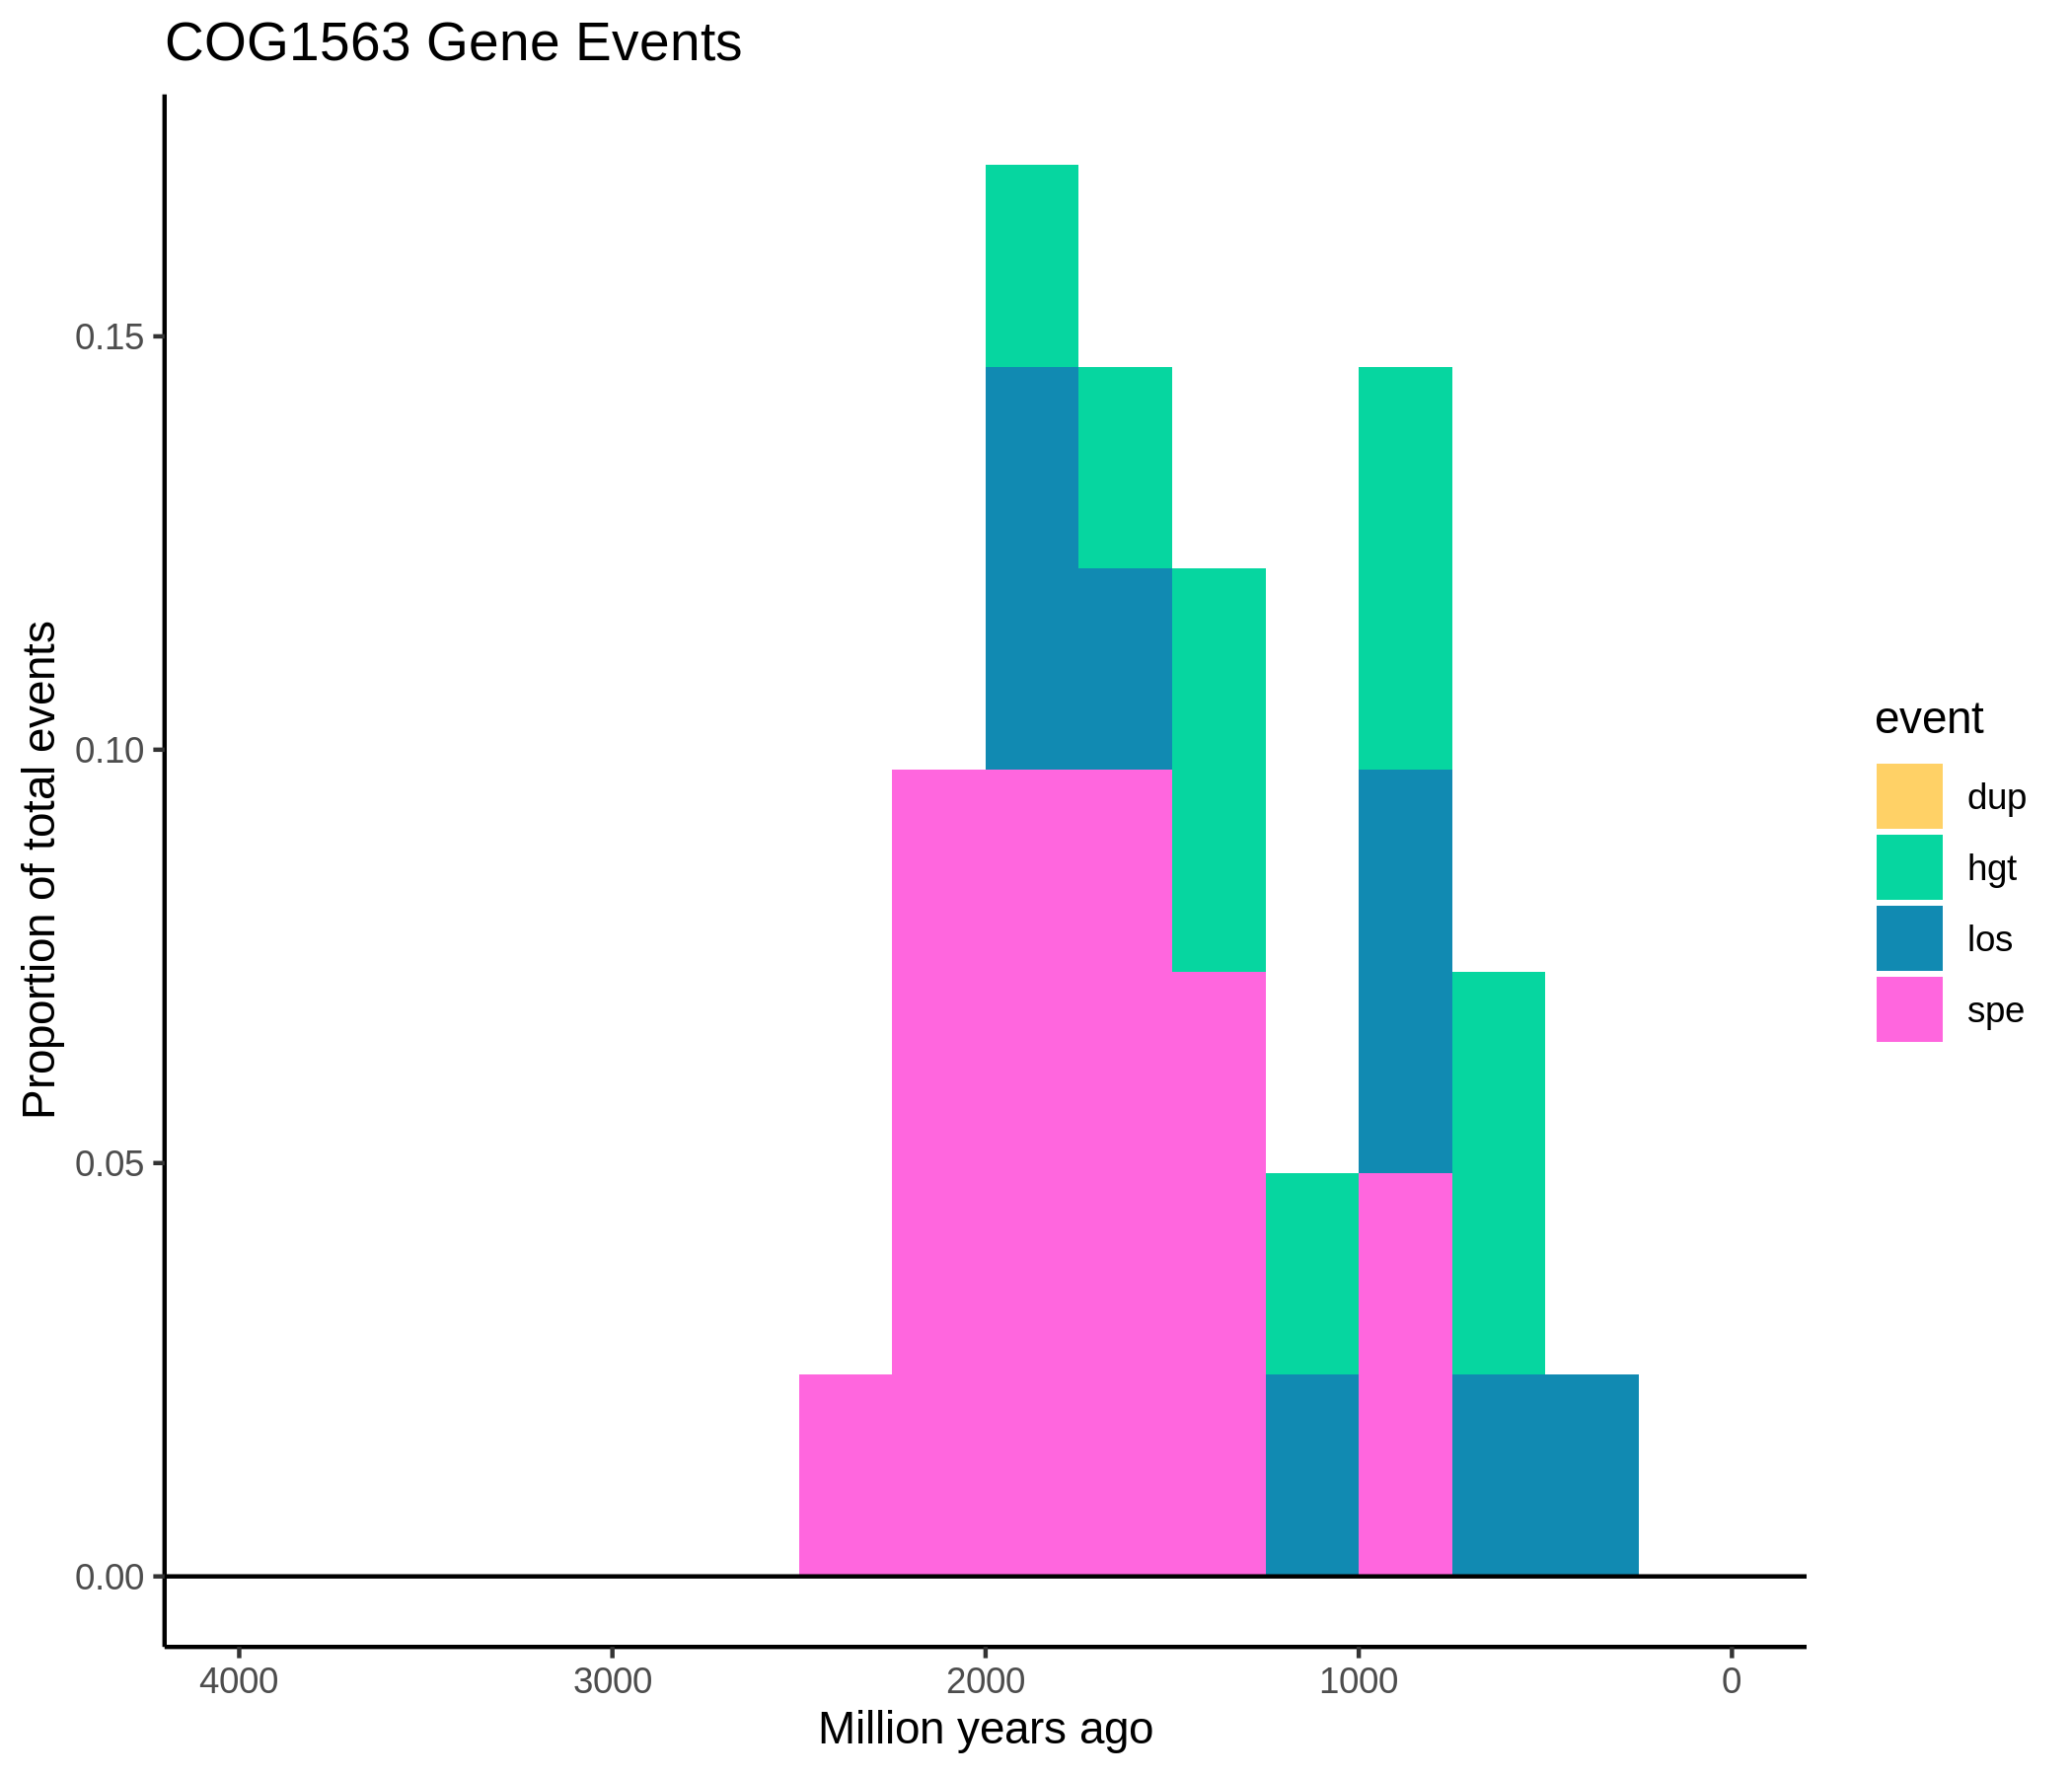 COG1563 Gene Events
Proportion of total events
0.15
0.10
0.05
0.00
4000 3000 2000 1000 0
Million years ago
event
dup
hgt
los
spe